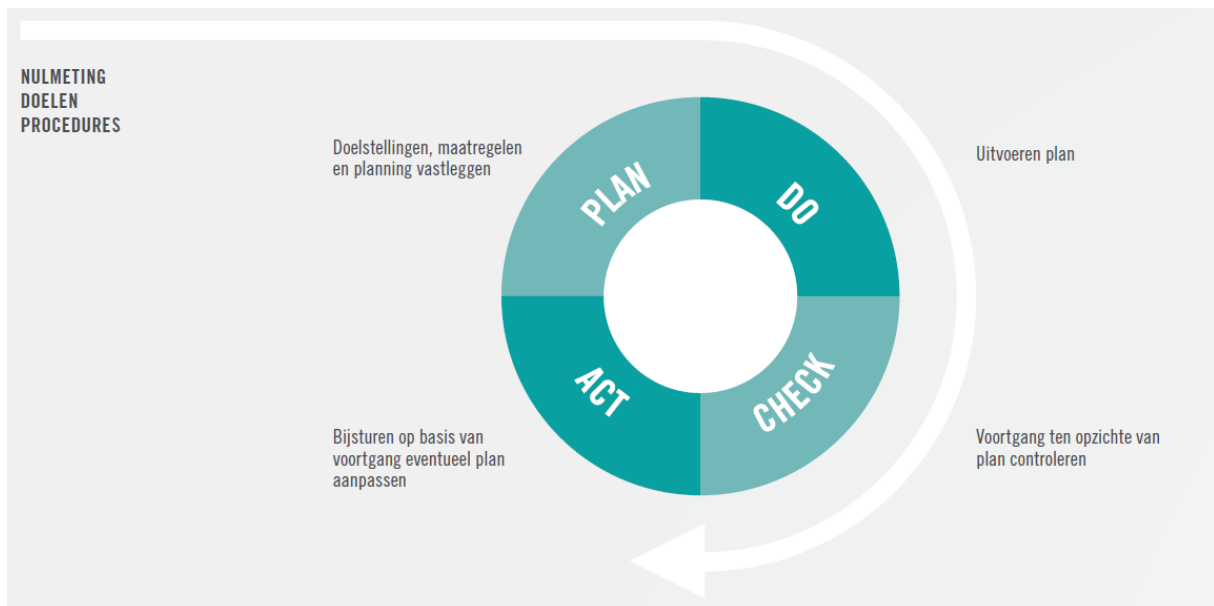 NULMETING
DOELEN
PROCEDURES
Doelstellingen, maatregelen
en planning vastleggen
PLAN
DO
Uitvoeren plan
ACT
CHECK
Bijsturen op basis van
voortgang eventueel plan
aanpassen
Voortgang ten opzichte van
plan controleren